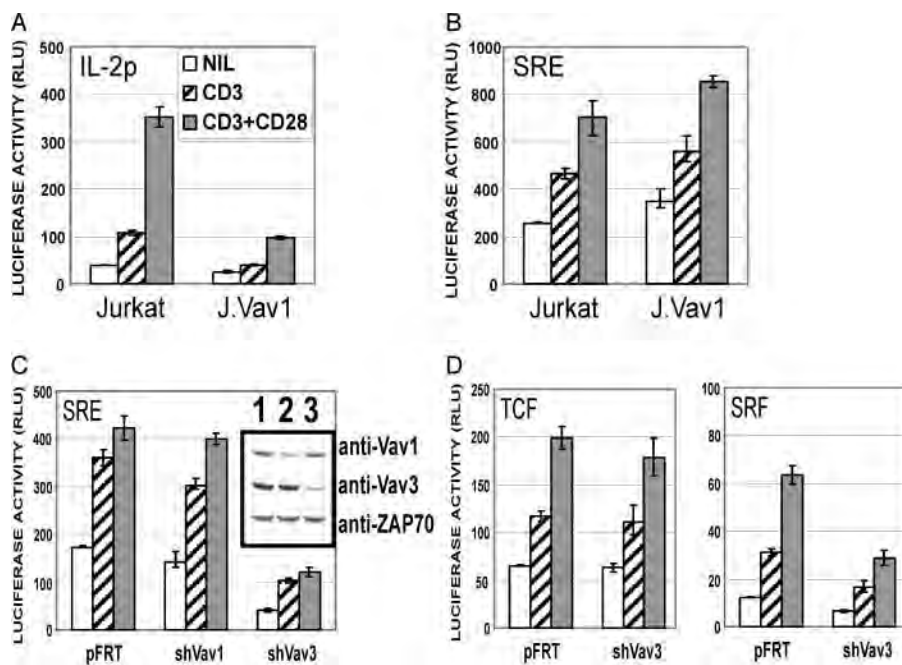 A
LUCIFERASE ACTIVITY (RLU)
500
400
300
200
100
0
IL-2p
NIL
CD3
CD3+CD28
Jurkat
J.Vav1
B
LUCIFERASE ACTIVITY (RLU)
1000
800
600
400
200
0
SRE
Jurkat
J.Vav1
C
LUCIFERASE ACTIVITY (RLU)
500
400
300
200
100
0
SRE
1 2 3
anti-Vav1
anti-Vav3
anti-ZAP70
pFRT
shVav1
shVav3
D
LUCIFERASE ACTIVITY (RLU)
250
200
150
100
50
0
TCF
pFRT
shVav3
100
80
60
40
20
0
SRF
pFRT
shVav3